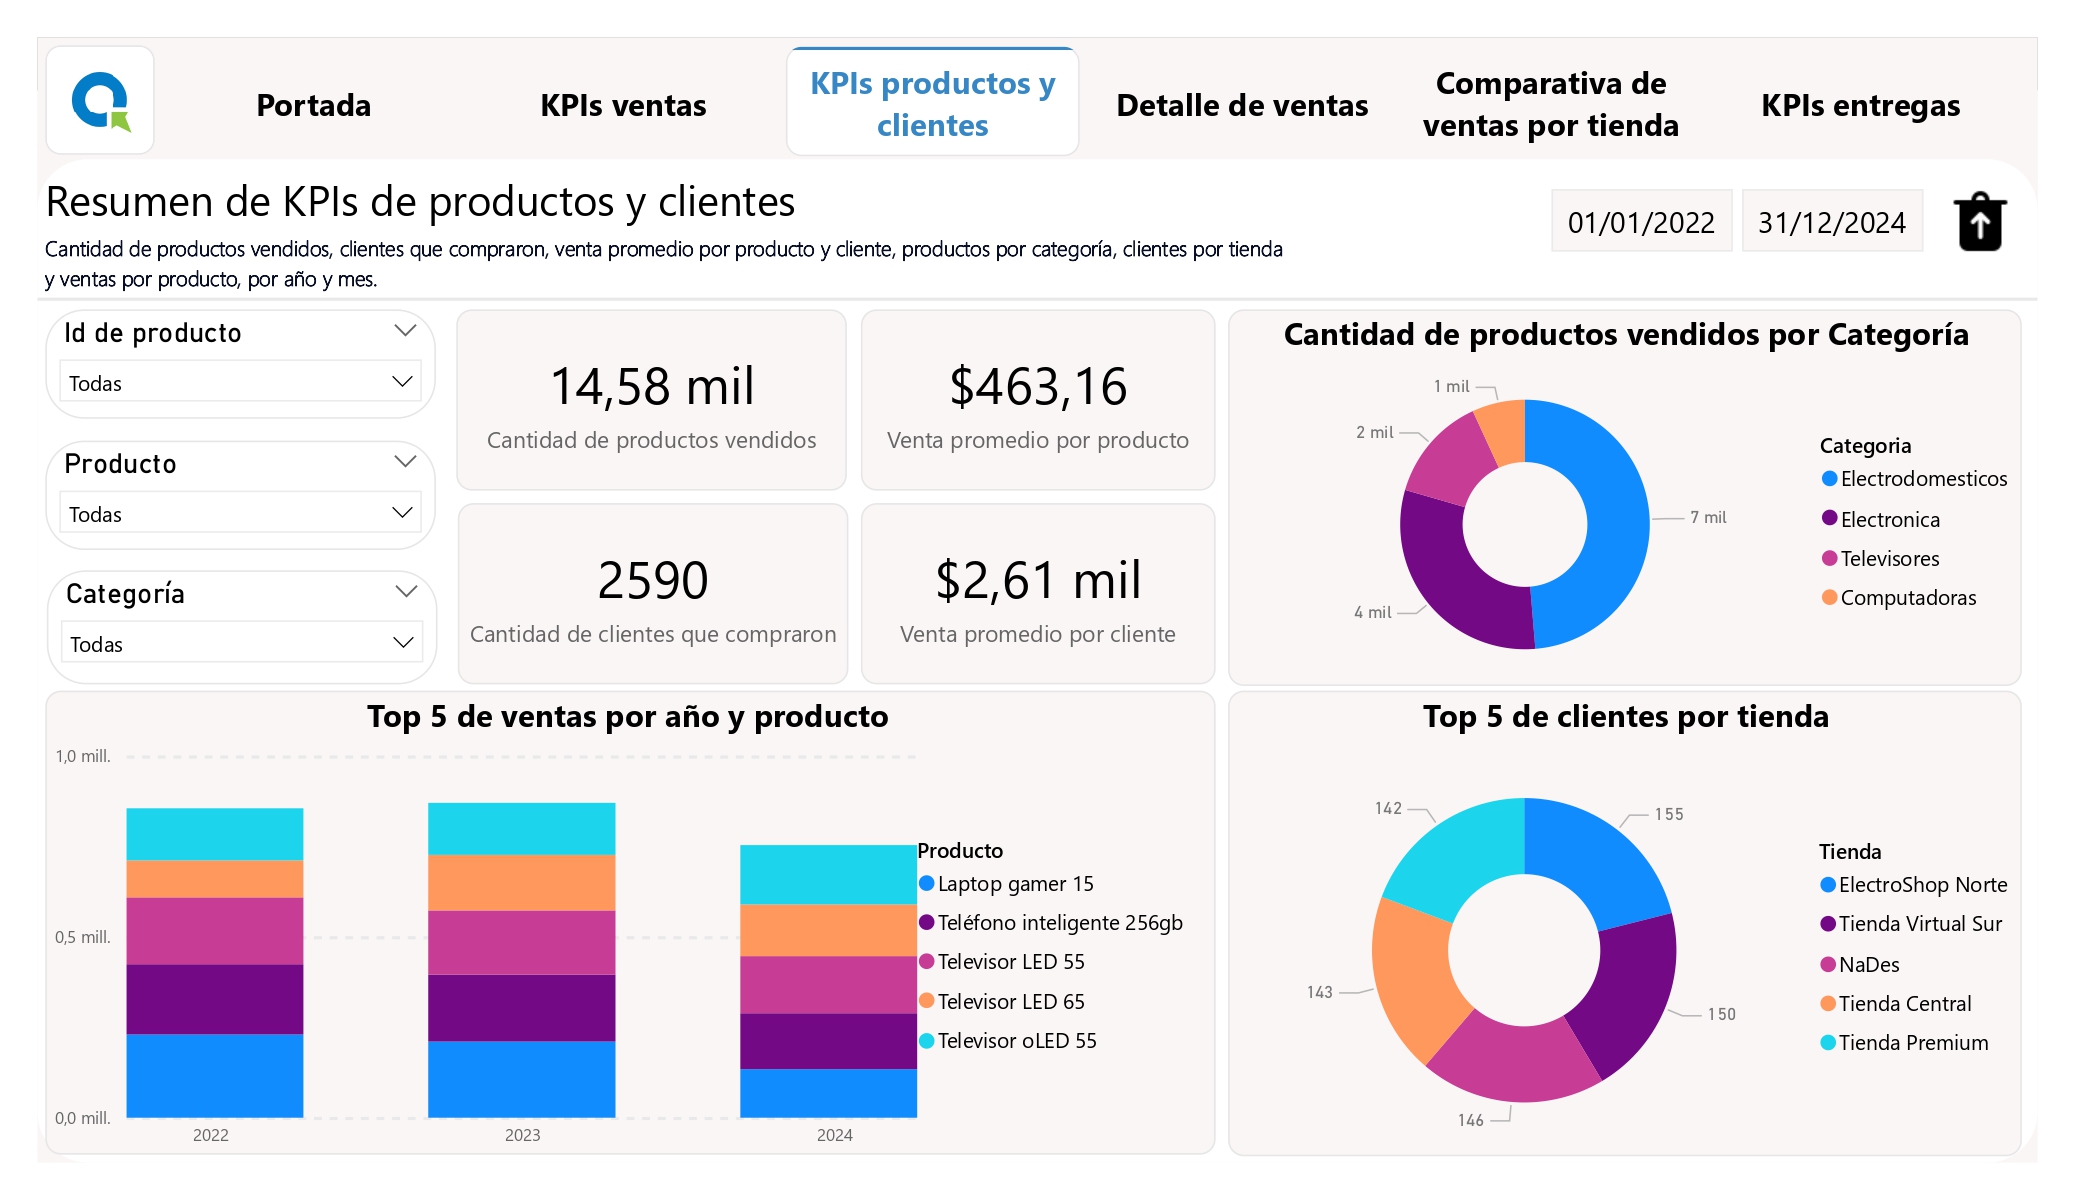 Portada
KPIs ventas
KPIs productos y
clientes
Detalle de ventas
Comparativa de
ventas por tienda
KPIs entregas
Resumen de KPIs de productos y clientes
Cantidad de productos vendidos, clientes que compraron, venta promedio por producto y cliente, productos por categoría, clientes por tienda
y ventas por producto, por año y mes.
01/01/2022
31/12/2024
Id de producto
Todas
Producto
Todas
Categoría
Todas
14,58 mil
Cantidad de productos vendidos
$463,16
Venta promedio por producto
2590
Cantidad de clientes que compraron
$2,61 mil
Venta promedio por cliente
Cantidad de productos vendidos por Categoría
1 mil
2 mil
7 mil
4 mil
Categoria
Electrodomesticos
Electronica
Televisores
Computadoras
Top 5 de ventas por año y producto
1,0 mill.
0,5 mill.
0,0 mill.
2022
2023
2024
Producto
Laptop gamer 15
Teléfono inteligente 256gb
Televisor LED 55
Televisor LED 65
Televisor oLED 55
Top 5 de clientes por tienda
142
155
143
150
146
Tienda
ElectroShop Norte
Tienda Virtual Sur
NaDes
Tienda Central
Tienda Premium